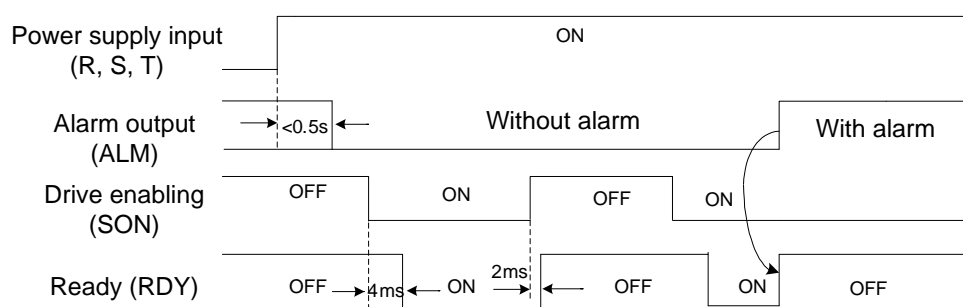 Power supply input
(R, S, T)
ON
Alarm output
(ALM)
<0.5s
Without alarm
With alarm
Drive enabling
(SON)
OFF
ON
OFF
ON
Ready (RDY)
OFF
4ms
ON
2ms
OFF
ON
OFF